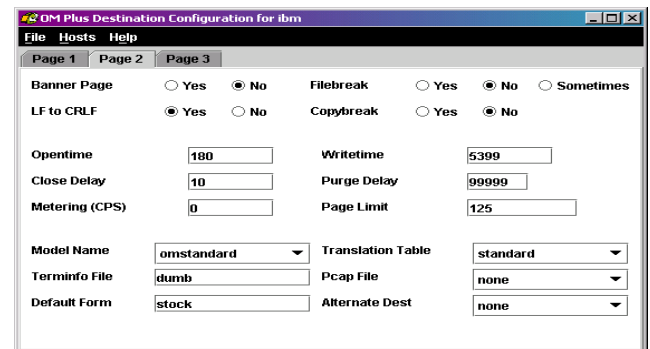 OM Plus Destination Configuration for ibm
File Hosts Help
Page 1 Page 2 Page 3
Banner Page Yes No Filebreak Yes No Sometimes
LF to CRLF Yes No Copybreak Yes No
Opentime 180 Writetime 5399
Close Delay 10 Purge Delay 99999
Metering (CPS) 0 Page Limit 125
Model Name omstandard Translation Table standard
Terminfo File dumb Pcap File none
Default Form stock Alternate Dest none